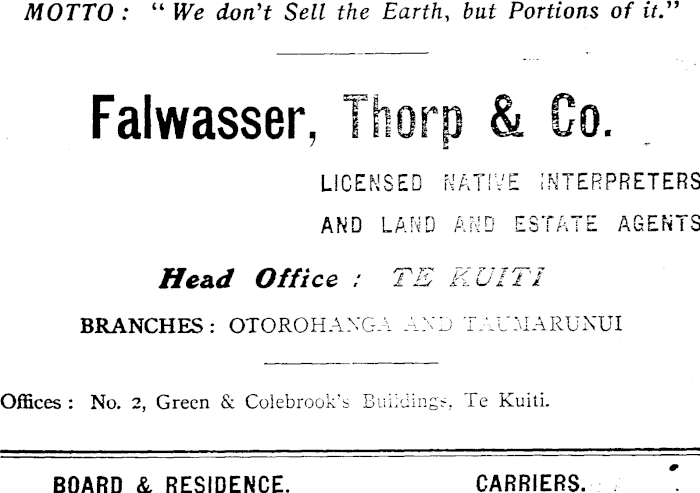 MOTTO: "We don't Sell the Earth, but Portions of it."
Falwasser, Thorp & Co.
LICENSED NATIVE INTERPRETERS
AND LAND AND ESTATE AGENTS
Head Office: TE KUITI
BRANCHES: OTOROHANGA AND TAUMARUNUI
Offices: No. 2, Green & Colebrook's Buildings, Te Kuiti.
BOARD & RESIDENCE.
CARRIERS.